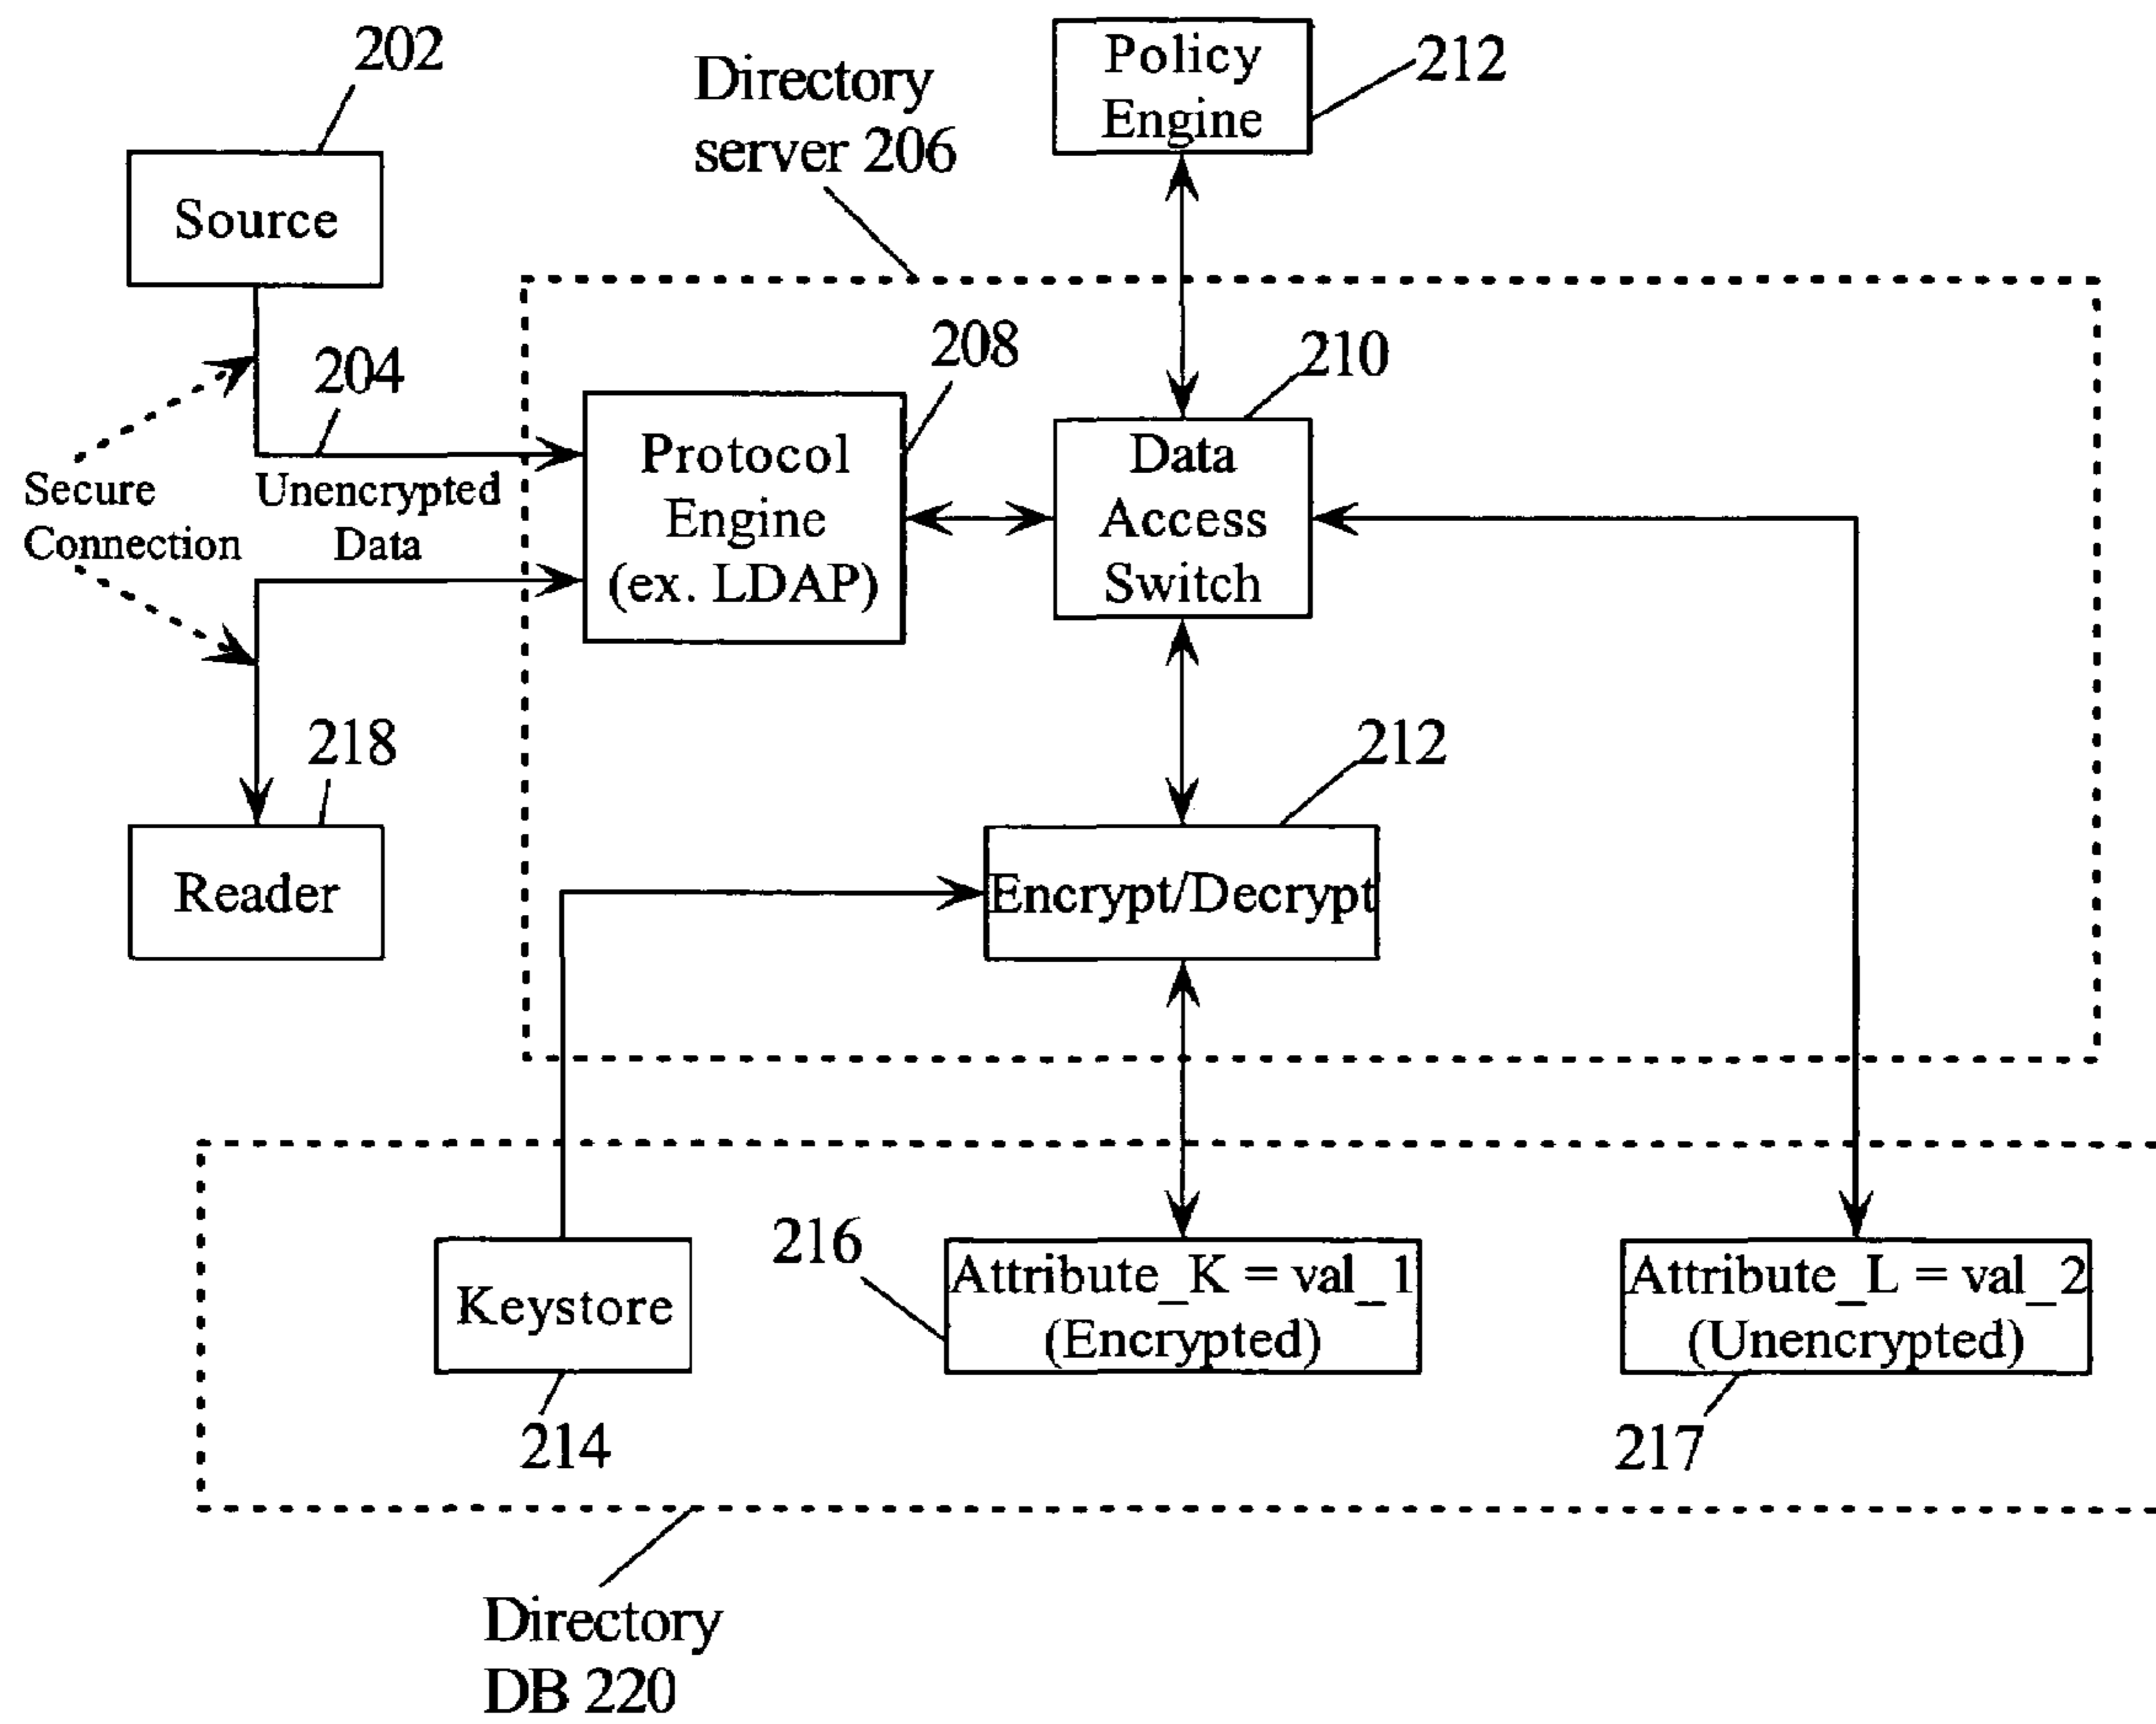 202
Directory
server 206
Policy
Engine
212
Source
204
208
210
Secure
Connection
Unencrypted
Data
Protocol
Engine
(ex. LDAP)
Data
Access
Switch
218
212
Reader
Encrypt/Decrypt
216
Keystore
Attribute_K = val_1
(Encrypted)
Attribute_L = val_2
(Unencrypted)
214
217
Directory
DB 220